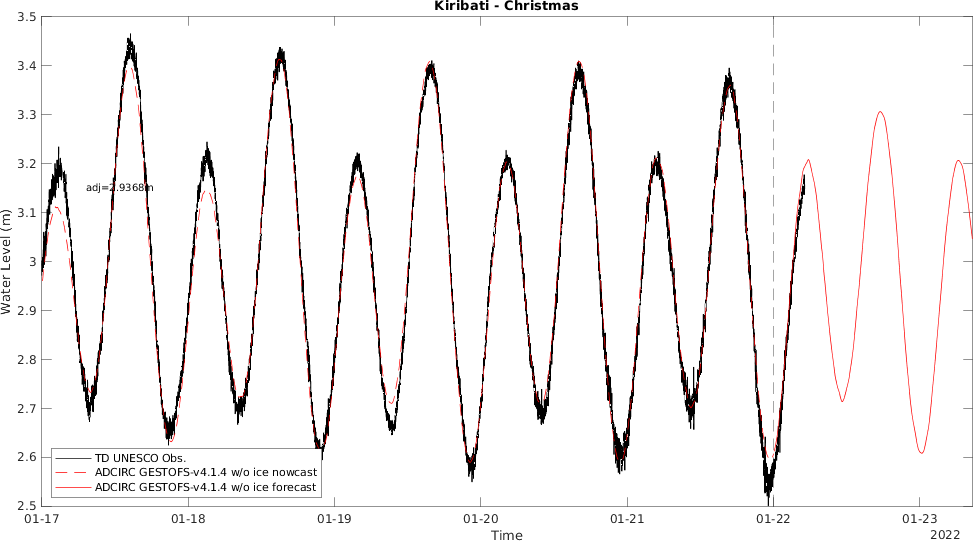 Kiribati - Christmas
3.5
3.4
3.3
3.2
adj=2.9368m
3.1
3
Water Level (m)
2.9
2.8
2.7
2.6
2.5
TD UNESCO Obs.
ADCIRC GESTOFS-v4.1.4 w/o ice nowcast
ADCIRC GESTOFS-v4.1.4 w/o ice forecast
01-17 01-18 01-19 01-20 01-21 01-22 01-23
Time
2022